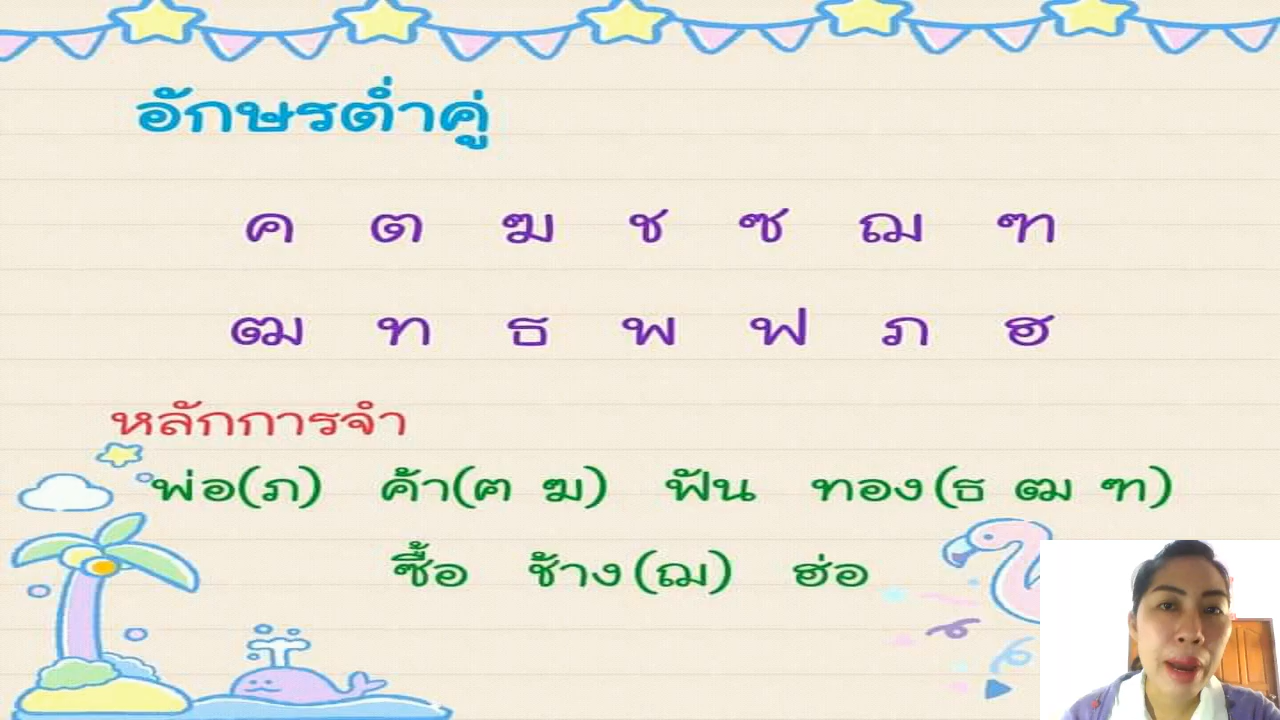 อักษรต่ำคู่
ค ต ฆ ช ซ ฌ ฑ
ฒ ท ธ พ ฟ ภ ฮ
หลักการจำ
พ่อ(ภ) ค้า(ฅ ฆ) ฟัน ทอง(ธ ฒ ฑ)
ซื้อ ช้าง(ฌ) ฮ่อ